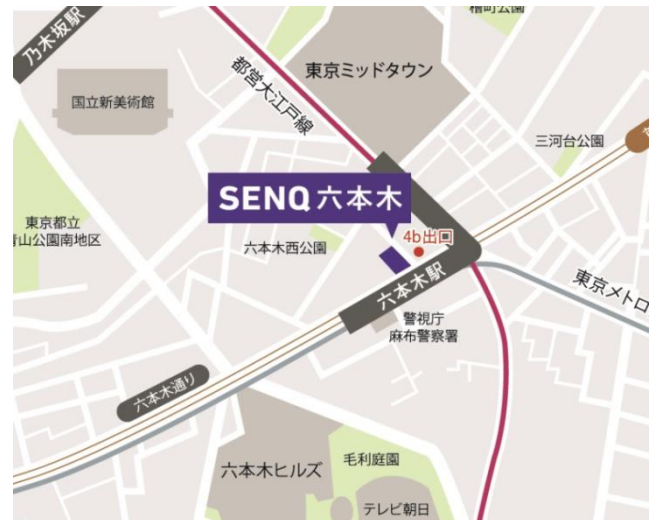 檜町公園
乃木坂駅
東京ミッドタウン
都営大江戸線
国立新美術館
三河台公園
SENQ六本木
東京都立
青山公園南地区
4b出口
六本木西公園
六本木駅
東京メトロ
警視庁
麻布警察署
六本木通り
毛利庭園
六本木ヒルズ
テレビ朝日